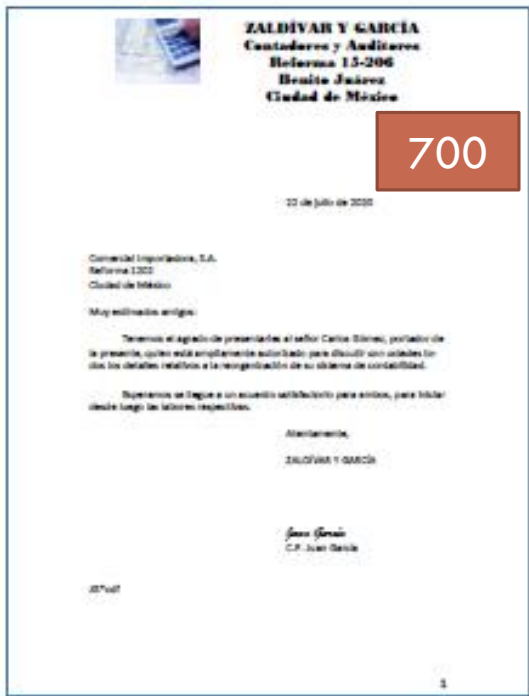 ZALDÍVAR Y GARCÍA
Contadores y Auditores
Reforma 15-206
Benito Juárez
Ciudad de México
700
22 de julio de 2020
Comercial Importadora, S.A.
Reforma 1202
Ciudad de México
Muy estimados amigos:
Tenemos el agrado de presentarles al señor Carlos Gómez, portador de
la presente, quien está ampliamente autorizado para discutir con ustedes to-
dos los detalles relativos a la reorganización de su sistema de contabilidad.
Esperamos se llegue a un acuerdo satisfactorio para ambos, para iniciar
desde luego las labores respectivas.
Atentamente,
ZALDÍVAR Y GARCÍA
Juan García
C.P. Juan García
1